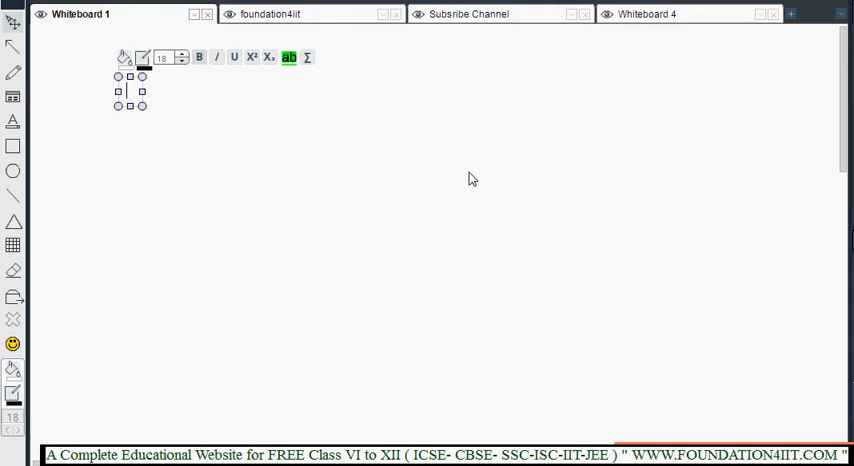 Whiteboard 1 foundation4iit Subsribe Channel Whiteboard 4
18 B I U X² X₂ ab Σ
18
A Complete Educational Website for FREE Class VI to XII ( ICSE- CBSE- SSC-ISC-IIT-JEE ) " WWW.FOUNDATION4IIT.COM "